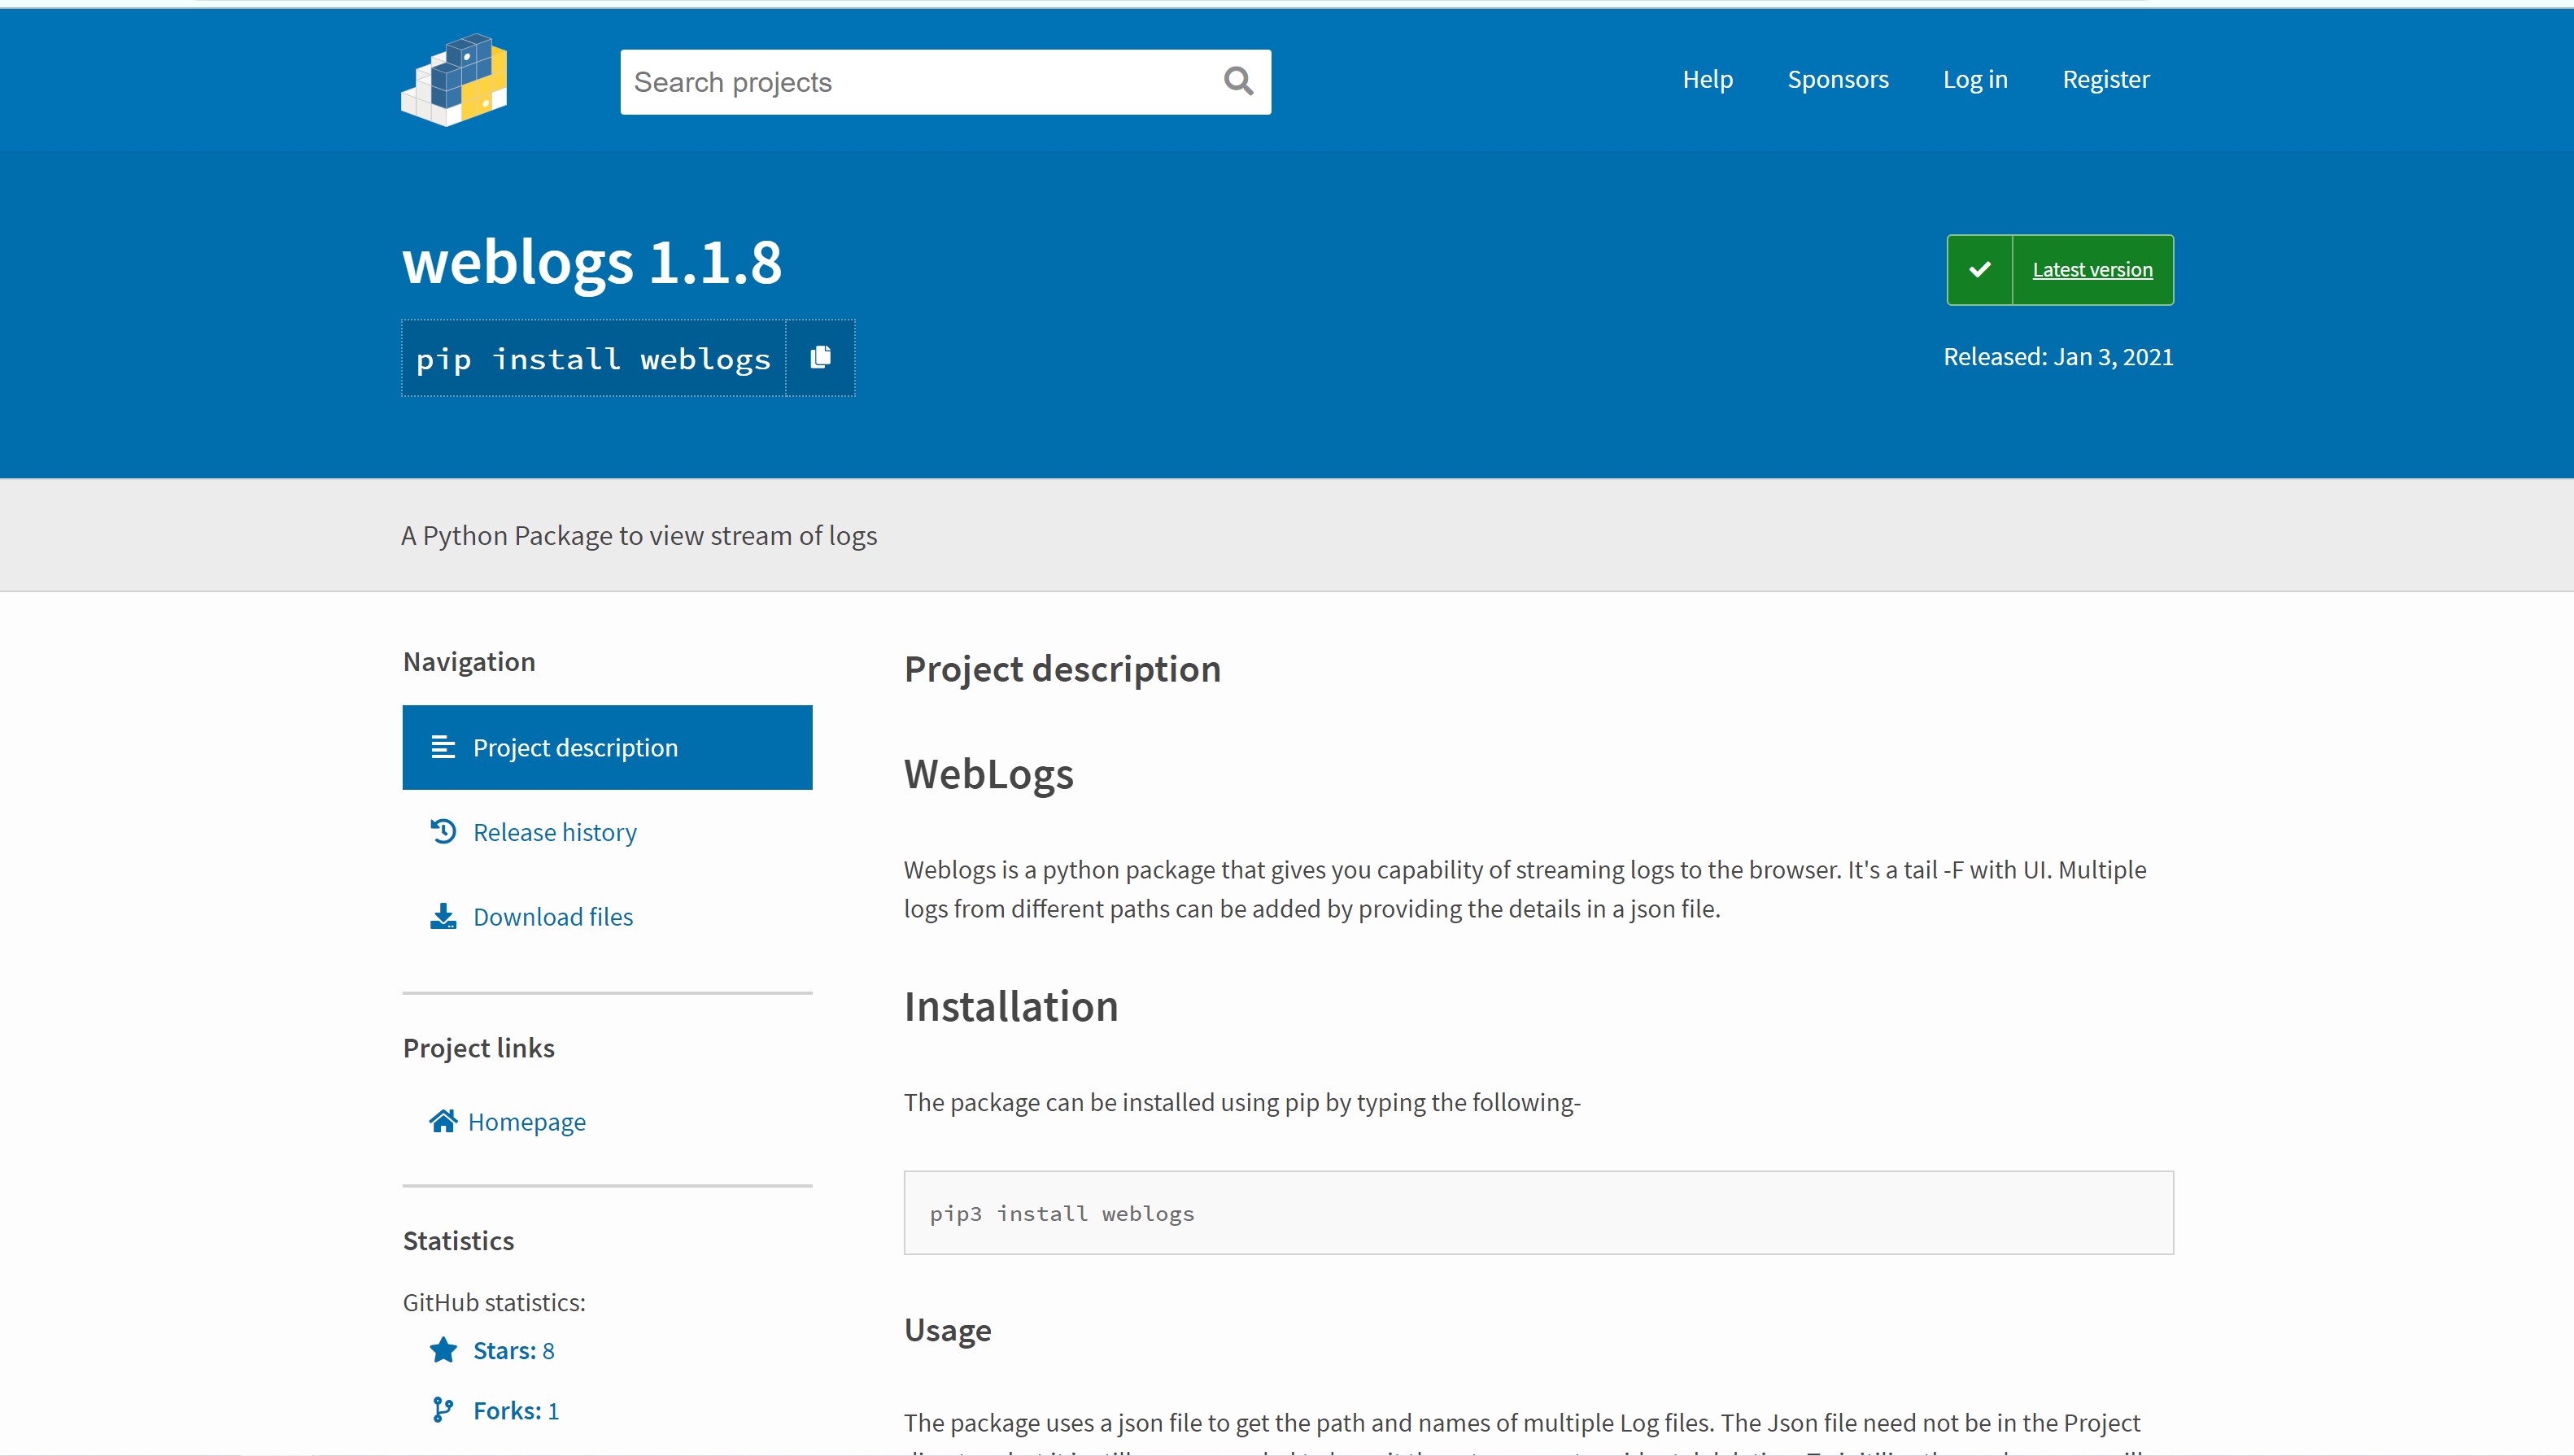 Search projects
Help
Sponsors
Log in
Register
weblogs 1.1.8
pip install weblogs
Latest version
Released: Jan 3, 2021
A Python Package to view stream of logs
Navigation
Project description
Release history
Download files
Project links
Homepage
Statistics
GitHub statistics:
Stars: 8
Forks: 1
Project description
WebLogs
Weblogs is a python package that gives you capability of streaming logs to the browser. It's a tail -F with UI. Multiple
logs from different paths can be added by providing the details in a json file.
Installation
The package can be installed using pip by typing the following-
pip3 install weblogs
Usage
The package uses a json file to get the path and names of multiple Log files. The Json file need not be in the Project